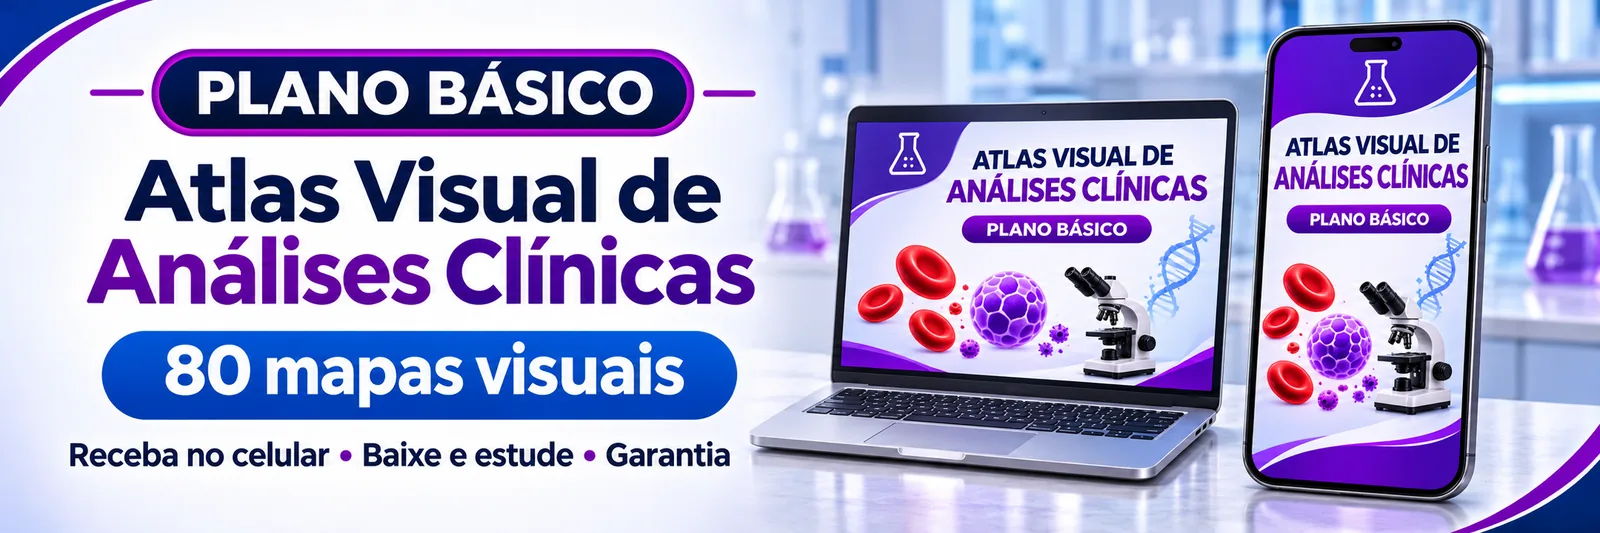 PLANO BÁSICO
Atlas Visual de
Análises Clínicas
80 mapas visuais
Receba no celular • Baixe e estude • Garantia
ATLAS VISUAL DE
ANÁLISES CLÍNICAS
PLANO BÁSICO
ATLAS VISUAL DE
ANÁLISES CLÍNICAS
PLANO BÁSICO